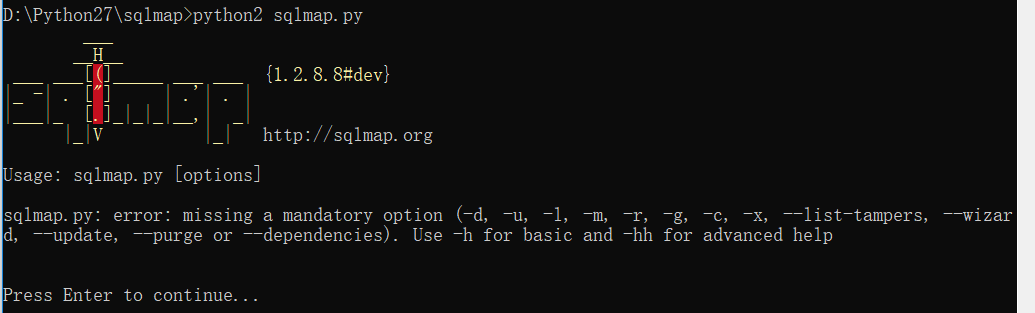 D:\Python27\sqlmap>python2 sqlmap.py
        ___
       __H__
 ___ ___[(]_____ ___ ___  {1.2.8.8#dev}
|_ -| . ["]     | .'| . |
|___|_  [.]_|_|_|__,|  _|
      |_|V          |_|   http://sqlmap.org
Usage: sqlmap.py [options]
sqlmap.py: error: missing a mandatory option (-d, -u, -l, -m, -r, -g, -c, -x, --list-tampers, --wizar
d, --update, --purge or --dependencies). Use -h for basic and -hh for advanced help
Press Enter to continue...